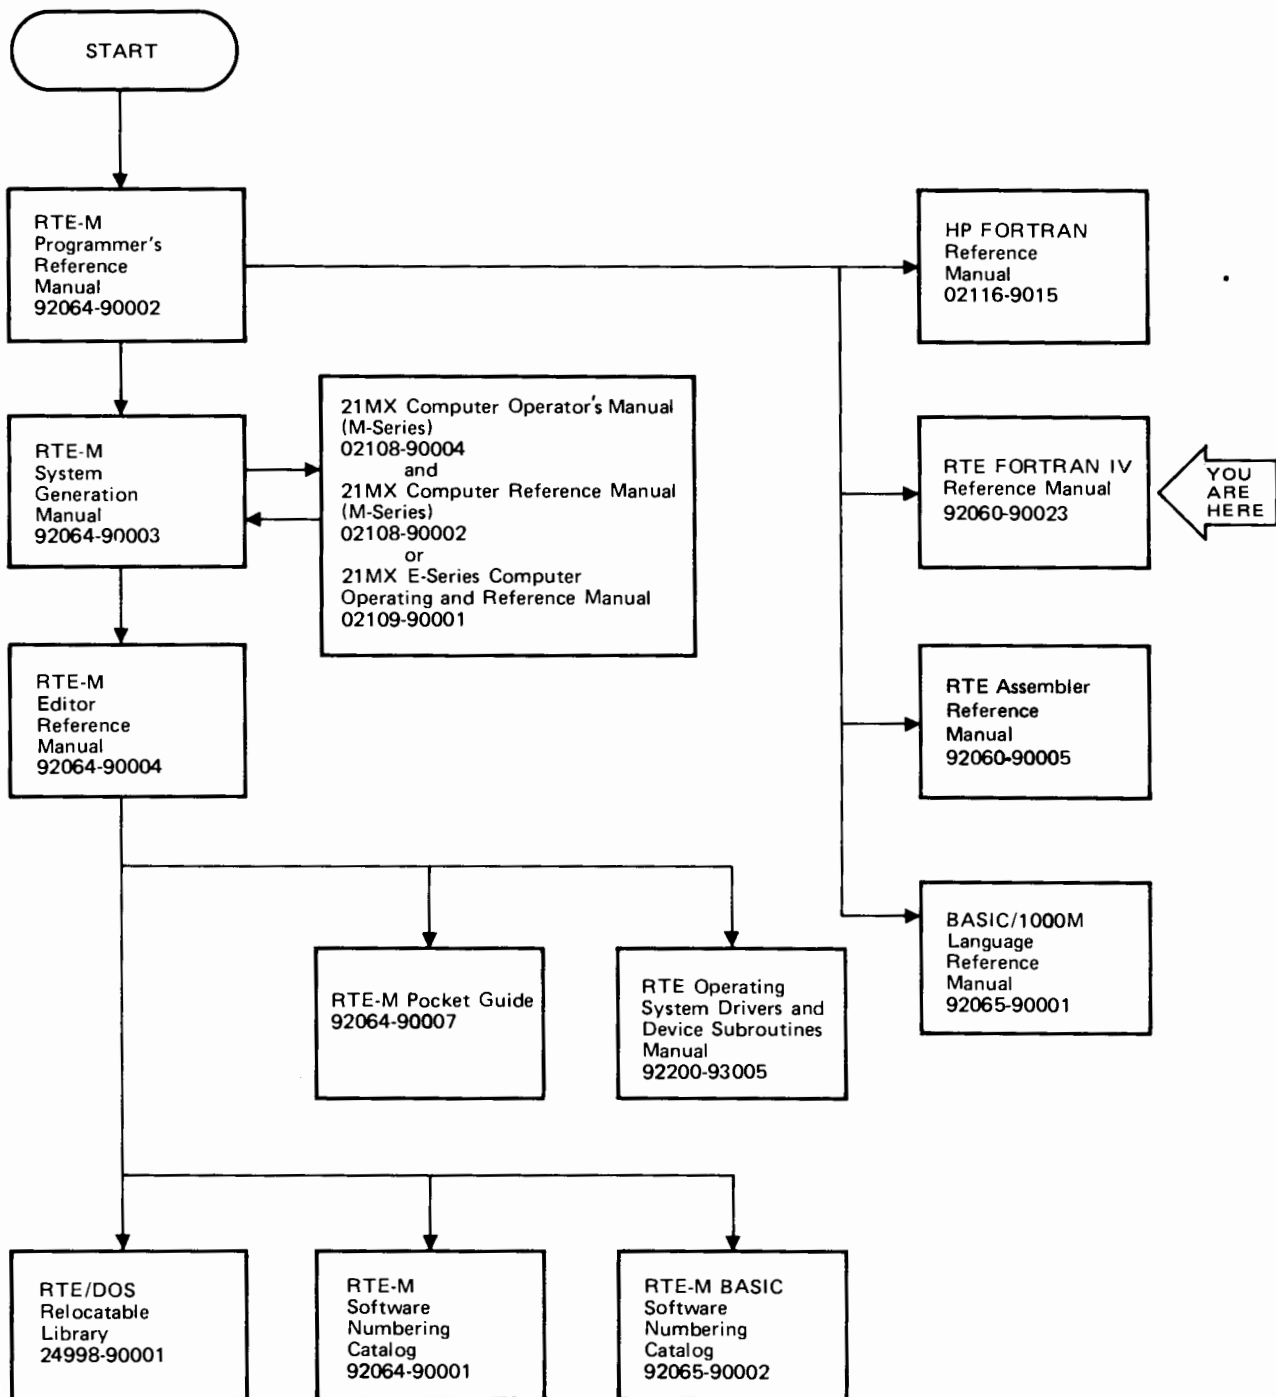 START
RTE-M
Programmer's
Reference
Manual
92064-90002
HP FORTRAN
Reference
Manual
02116-9015
RTE-M
System
Generation
Manual
92064-90003
21MX Computer Operator's Manual
(M-Series)
02108-90004
and
21MX Computer Reference Manual
(M-Series)
02108-90002
or
21MX E-Series Computer
Operating and Reference Manual
02109-90001
RTE FORTRAN IV
Reference Manual
92060-90023
YOU
ARE
HERE
RTE-M
Editor
Reference
Manual
92064-90004
RTE Assembler
Reference
Manual
92060-90005
BASIC/1000M
Language
Reference
Manual
92065-90001
RTE-M Pocket Guide
92064-90007
RTE Operating
System Drivers and
Device Subroutines
Manual
92200-93005
RTE/DOS
Relocatable
Library
24998-90001
RTE-M
Software
Numbering
Catalog
92064-90001
RTE-M BASIC
Software
Numbering
Catalog
92065-90002